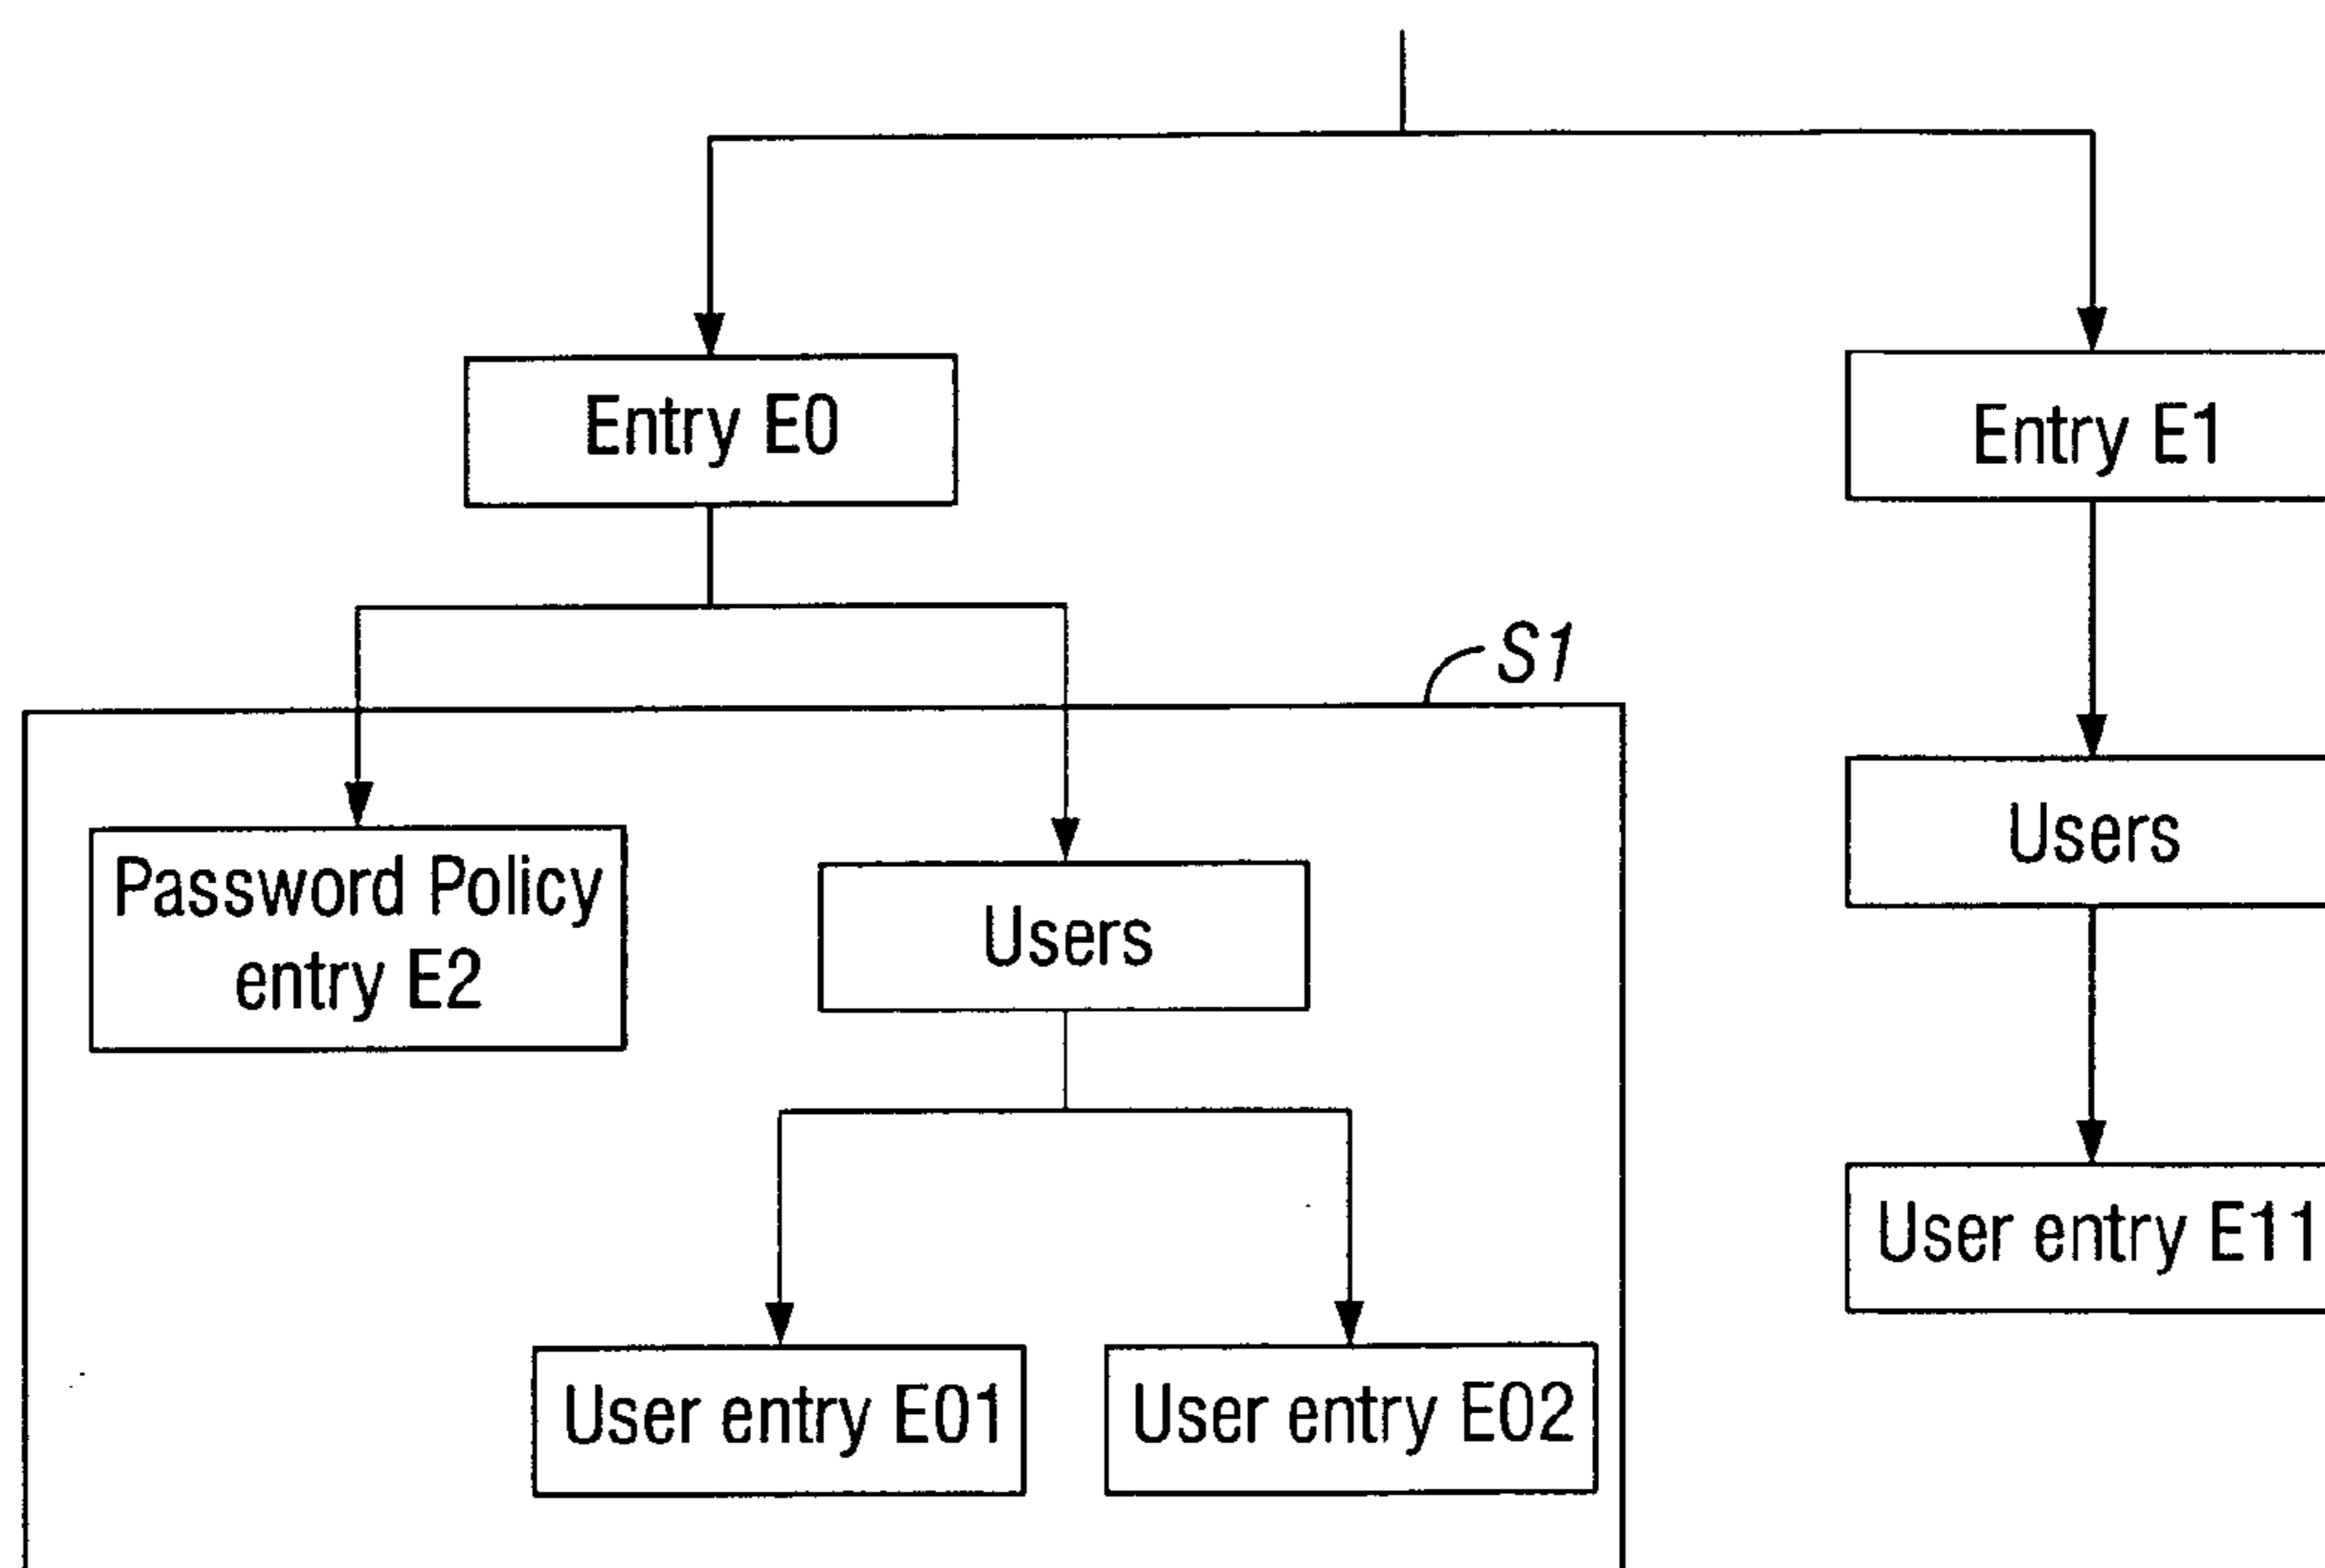 Entry E0
Entry E1
S1
Password Policy
entry E2
Users
Users
User entry E01
User entry E02
User entry E11